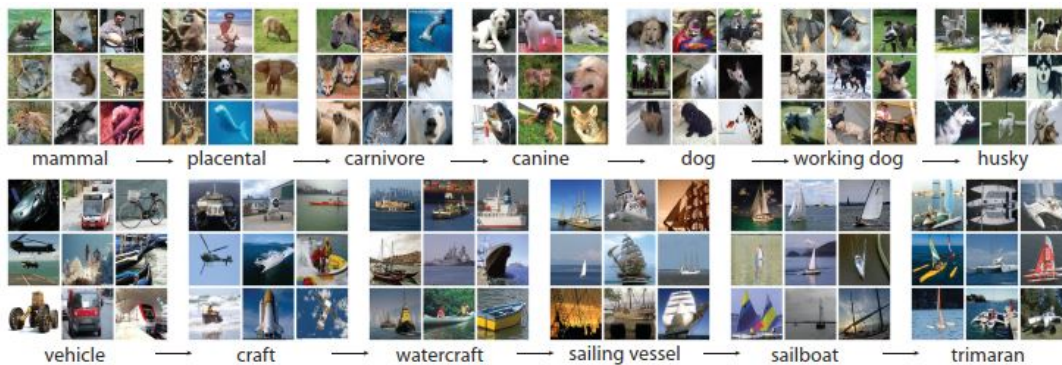 mammal → placental → carnivore → canine → dog → working dog → husky
vehicle → craft → watercraft → sailing vessel → sailboat → trimaran